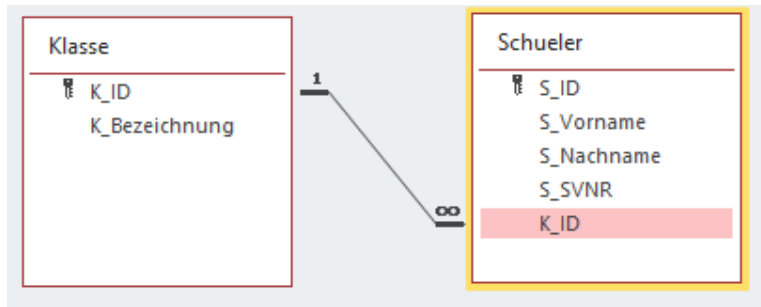 Klasse
K_ID
K_Bezeichnung
1
∞
Schueler
S_ID
S_Vorname
S_Nachname
S_SVNR
K_ID